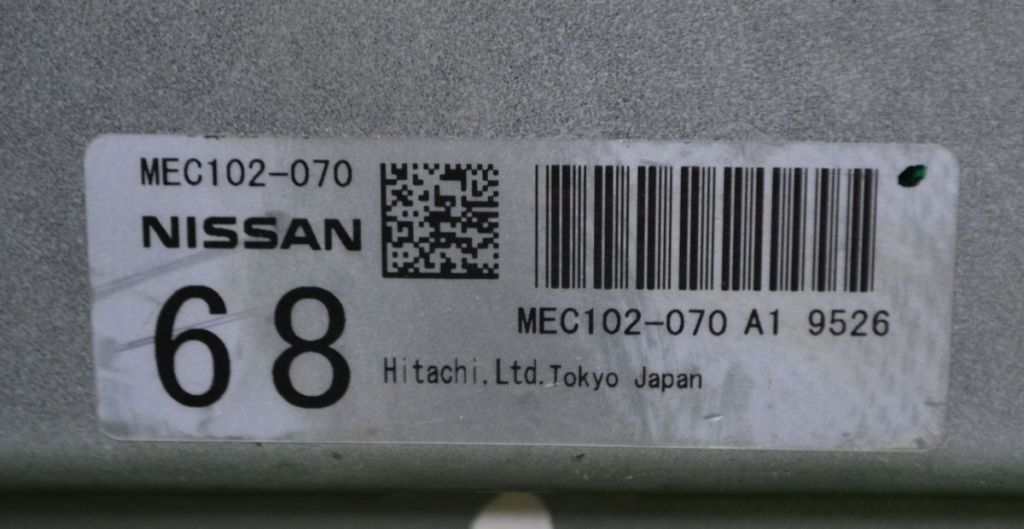 MEC102-070
NISSAN
68
MEC102-070 A1 9526
Hitachi,Ltd.Tokyo Japan